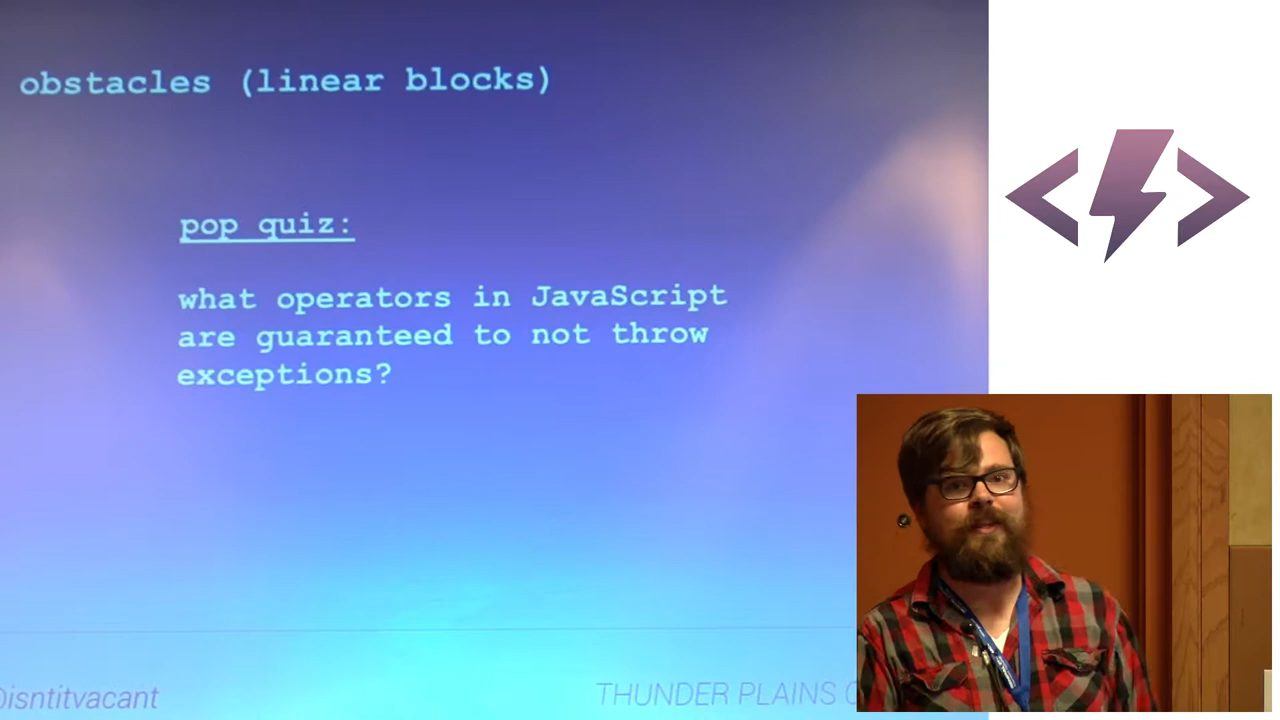 obstacles (linear blocks)
pop quiz:
what operators in JavaScript
are guaranteed to not throw
exceptions?
@isntitvacant
THUNDER PLAINS